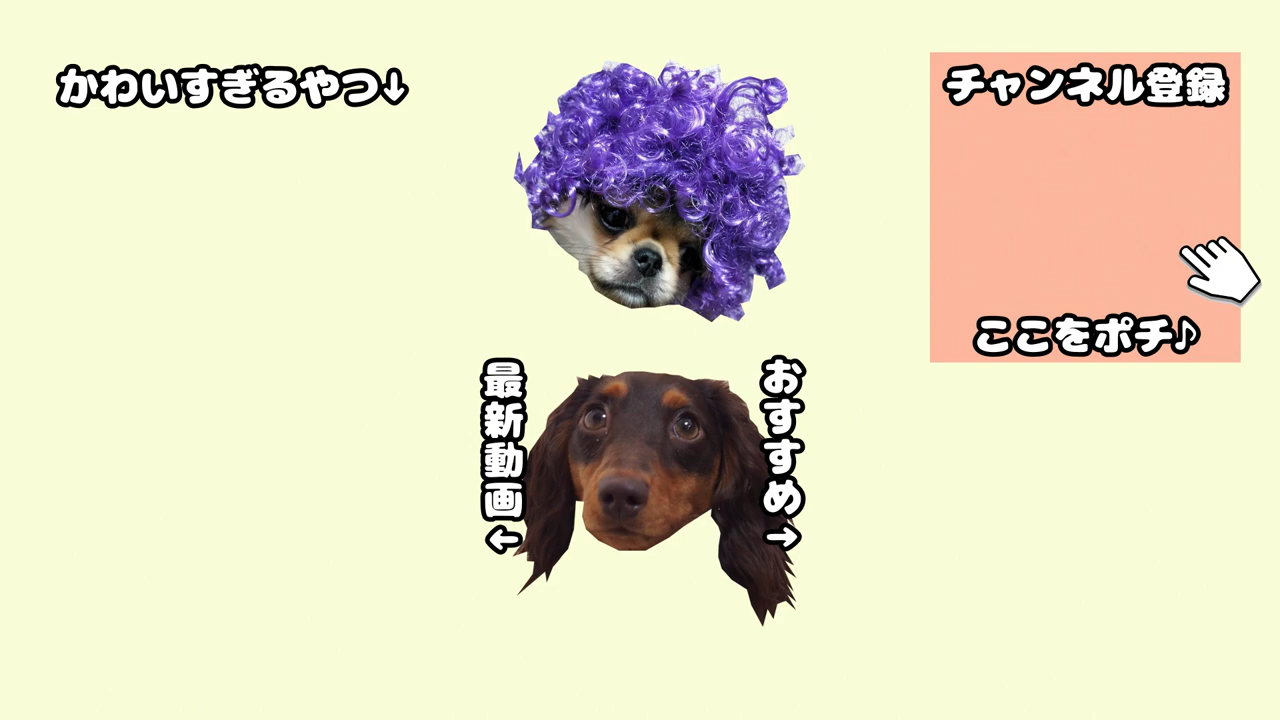 かわいすぎるやつ↓
チャンネル登録
ここをポチ♪
最新動画←
おすすめ→